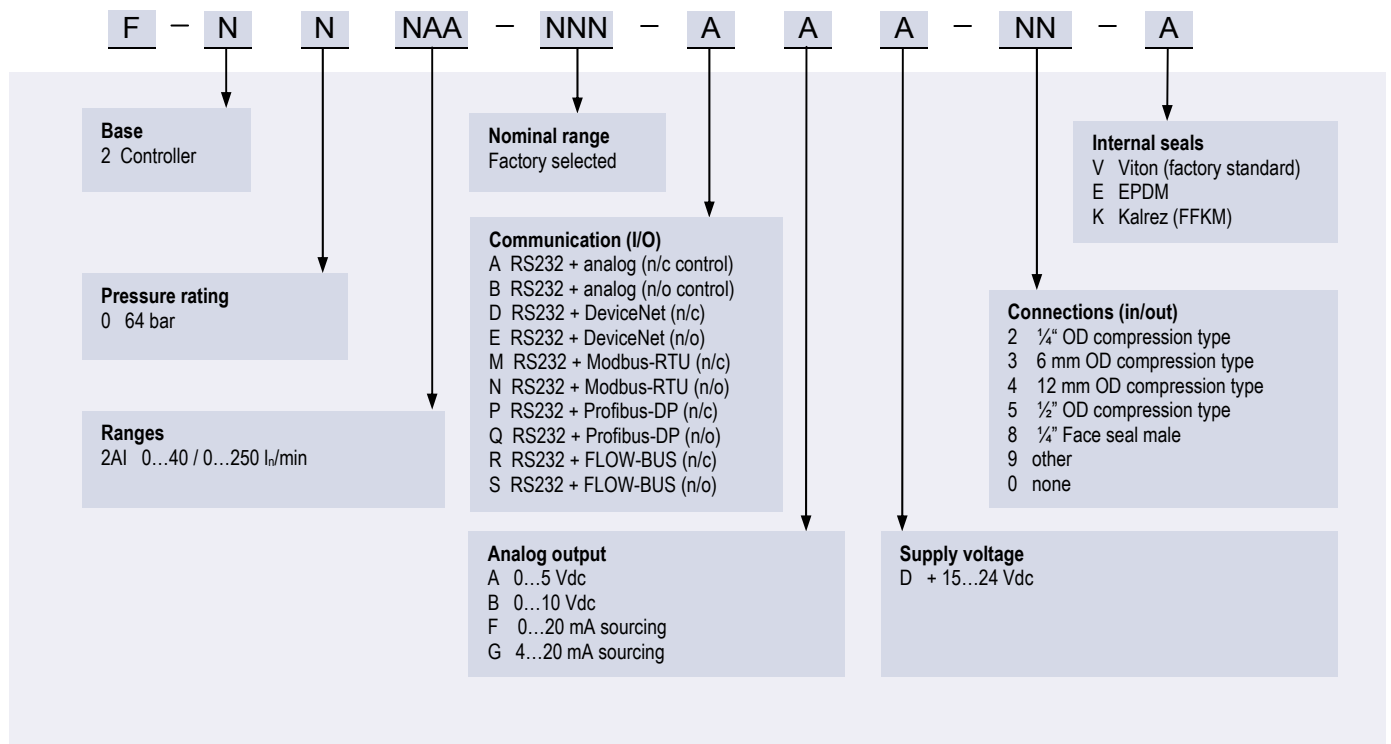 F – N N NAA – NNN – A A A – NN – A
Base
2 Controller
Pressure rating
0 64 bar
Ranges
2AI 0…40 / 0…250 lₙ/min
Nominal range
Factory selected
Communication (I/O)
A RS232 + analog (n/c control)
B RS232 + analog (n/o control)
D RS232 + DeviceNet (n/c)
E RS232 + DeviceNet (n/o)
M RS232 + Modbus-RTU (n/c)
N RS232 + Modbus-RTU (n/o)
P RS232 + Profibus-DP (n/c)
Q RS232 + Profibus-DP (n/o)
R RS232 + FLOW-BUS (n/c)
S RS232 + FLOW-BUS (n/o)
Analog output
A 0…5 Vdc
B 0…10 Vdc
F 0…20 mA sourcing
G 4…20 mA sourcing
Internal seals
V Viton (factory standard)
E EPDM
K Kalrez (FFKM)
Connections (in/out)
2 ¼“ OD compression type
3 6 mm OD compression type
4 12 mm OD compression type
5 ½” OD compression type
8 ¼” Face seal male
9 other
0 none
Supply voltage
D + 15…24 Vdc